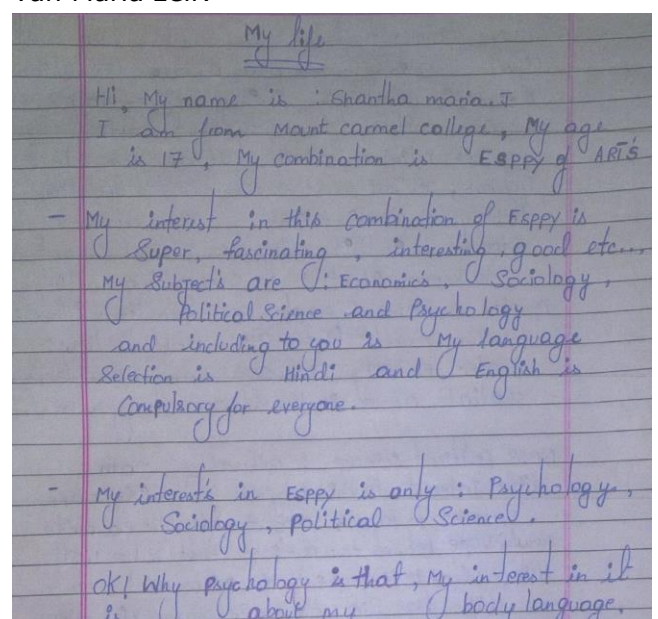 My life
Hi, My name is : Shantha maria. J
I am from Mount carmel college, My age
is 17, My combination is ESPPy of ARTS
- My interest in this combination of ESPPy is
Super, fascinating, interesting, good etc...
My Subject's are : Economic's, Sociology,
Political Science and Psychology
and including to you is My language
Selection is Hindi and English is
Compulsory for everyone.
- My interest's in ESPPY is only : Psychology,
Sociology, Political Science.
OK! Why psychology is that, My interest in it
is about my body language.